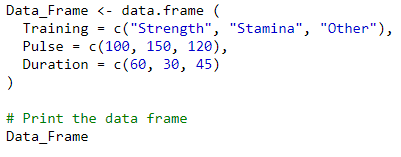 Data_Frame <- data.frame (
  Training = c("Strength", "Stamina", "Other"),
  Pulse = c(100, 150, 120),
  Duration = c(60, 30, 45)
)
# Print the data frame
Data_Frame